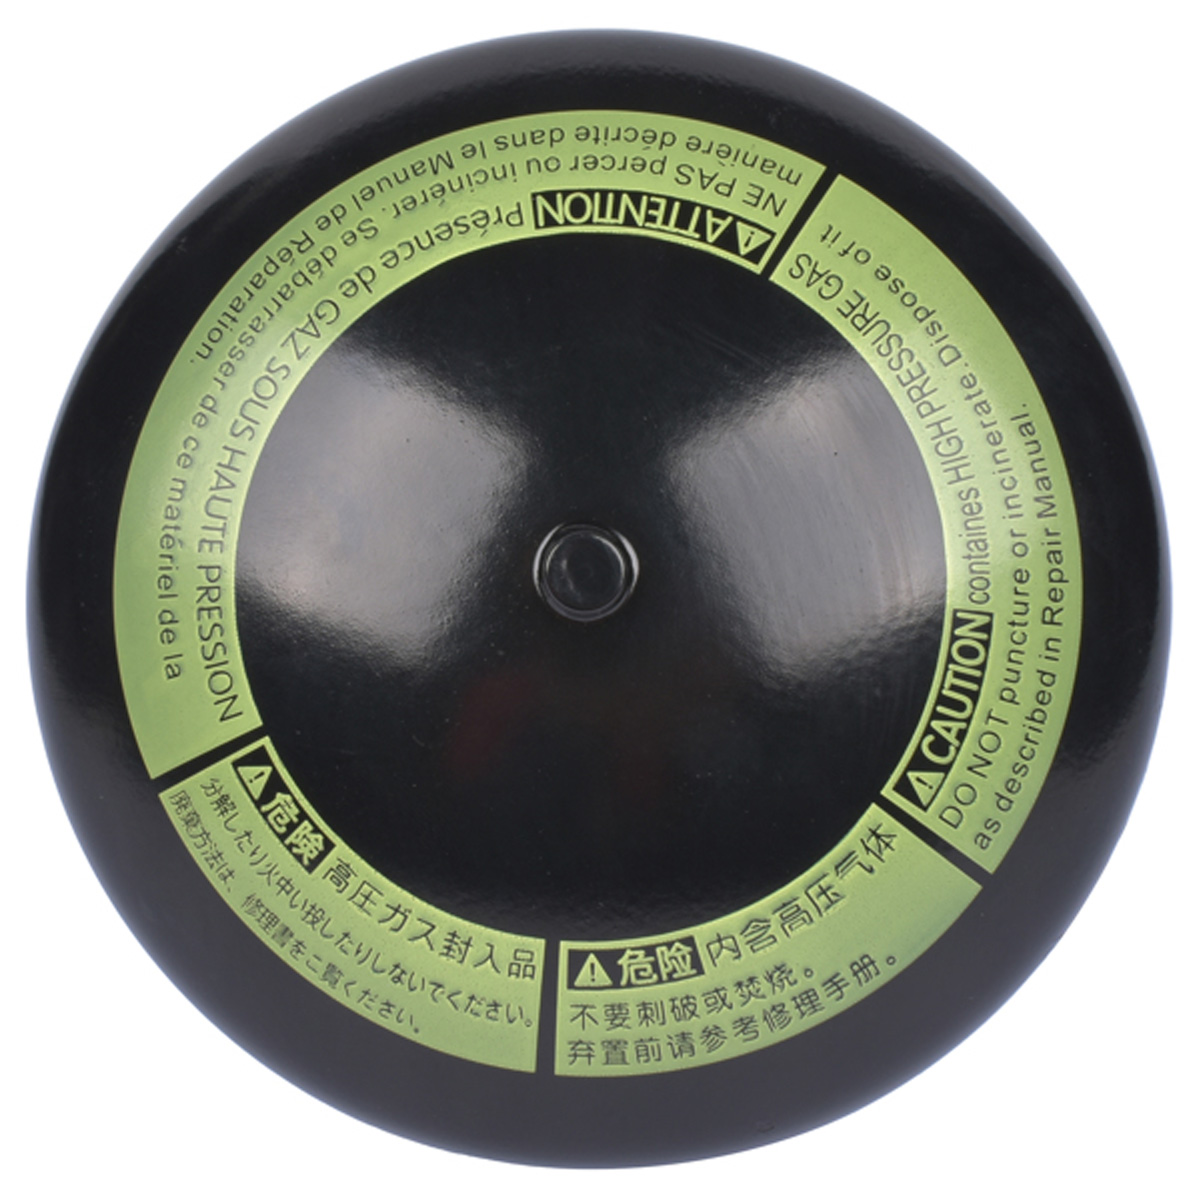 ATTENTION Présence de GAZ SOUS HAUTE PRESSION
NE PAS percer ou incinérer. Se débarrasser de ce matériel de la
manière décrite dans le Manuel de Réparation.
CAUTION containes HIGH PRESSURE GAS
DO NOT puncture or incinerate. Dispose of it
as described in Repair Manual.
危険 高圧ガス封入品
分解したり火中い投したりしないでください。
廃棄方法は、修理書をご覧ください。
危险 内含高压气体
不要刺破或焚烧。
弃置前请参考修理手册。